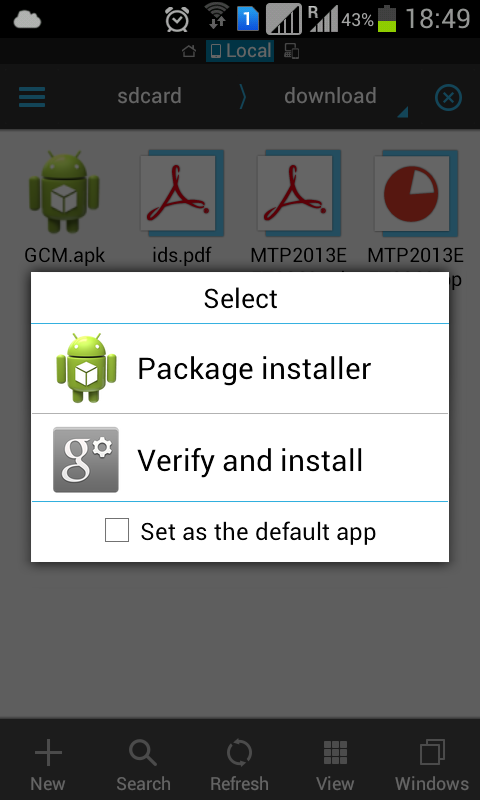 1 R 43% 18:49
Local
sdcard download
GCM.apk ids.pdf MTP2013E MTP2013E
Select
Package installer
g Verify and install
Set as the default app
New Search Refresh View Windows